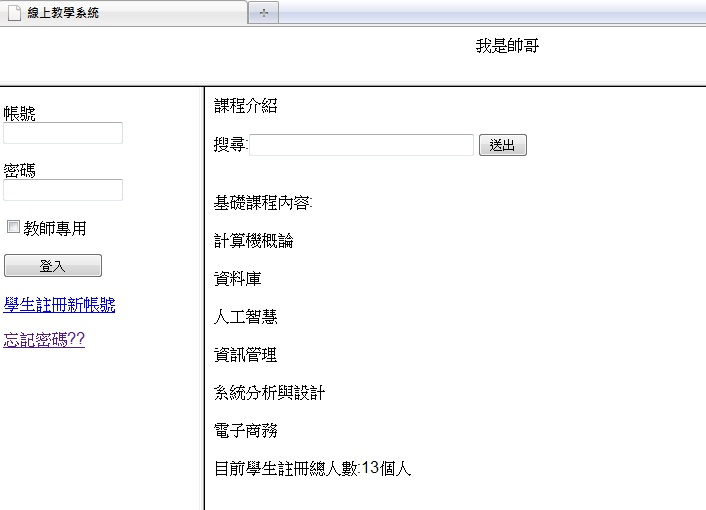 線上教學系統
我是帥哥
帳號
密碼
教師專用
登入
學生註冊新帳號
忘記密碼??
課程介紹
搜尋:
送出
基礎課程內容:
計算機概論
資料庫
人工智慧
資訊管理
系統分析與設計
電子商務
目前學生註冊總人數:13個人